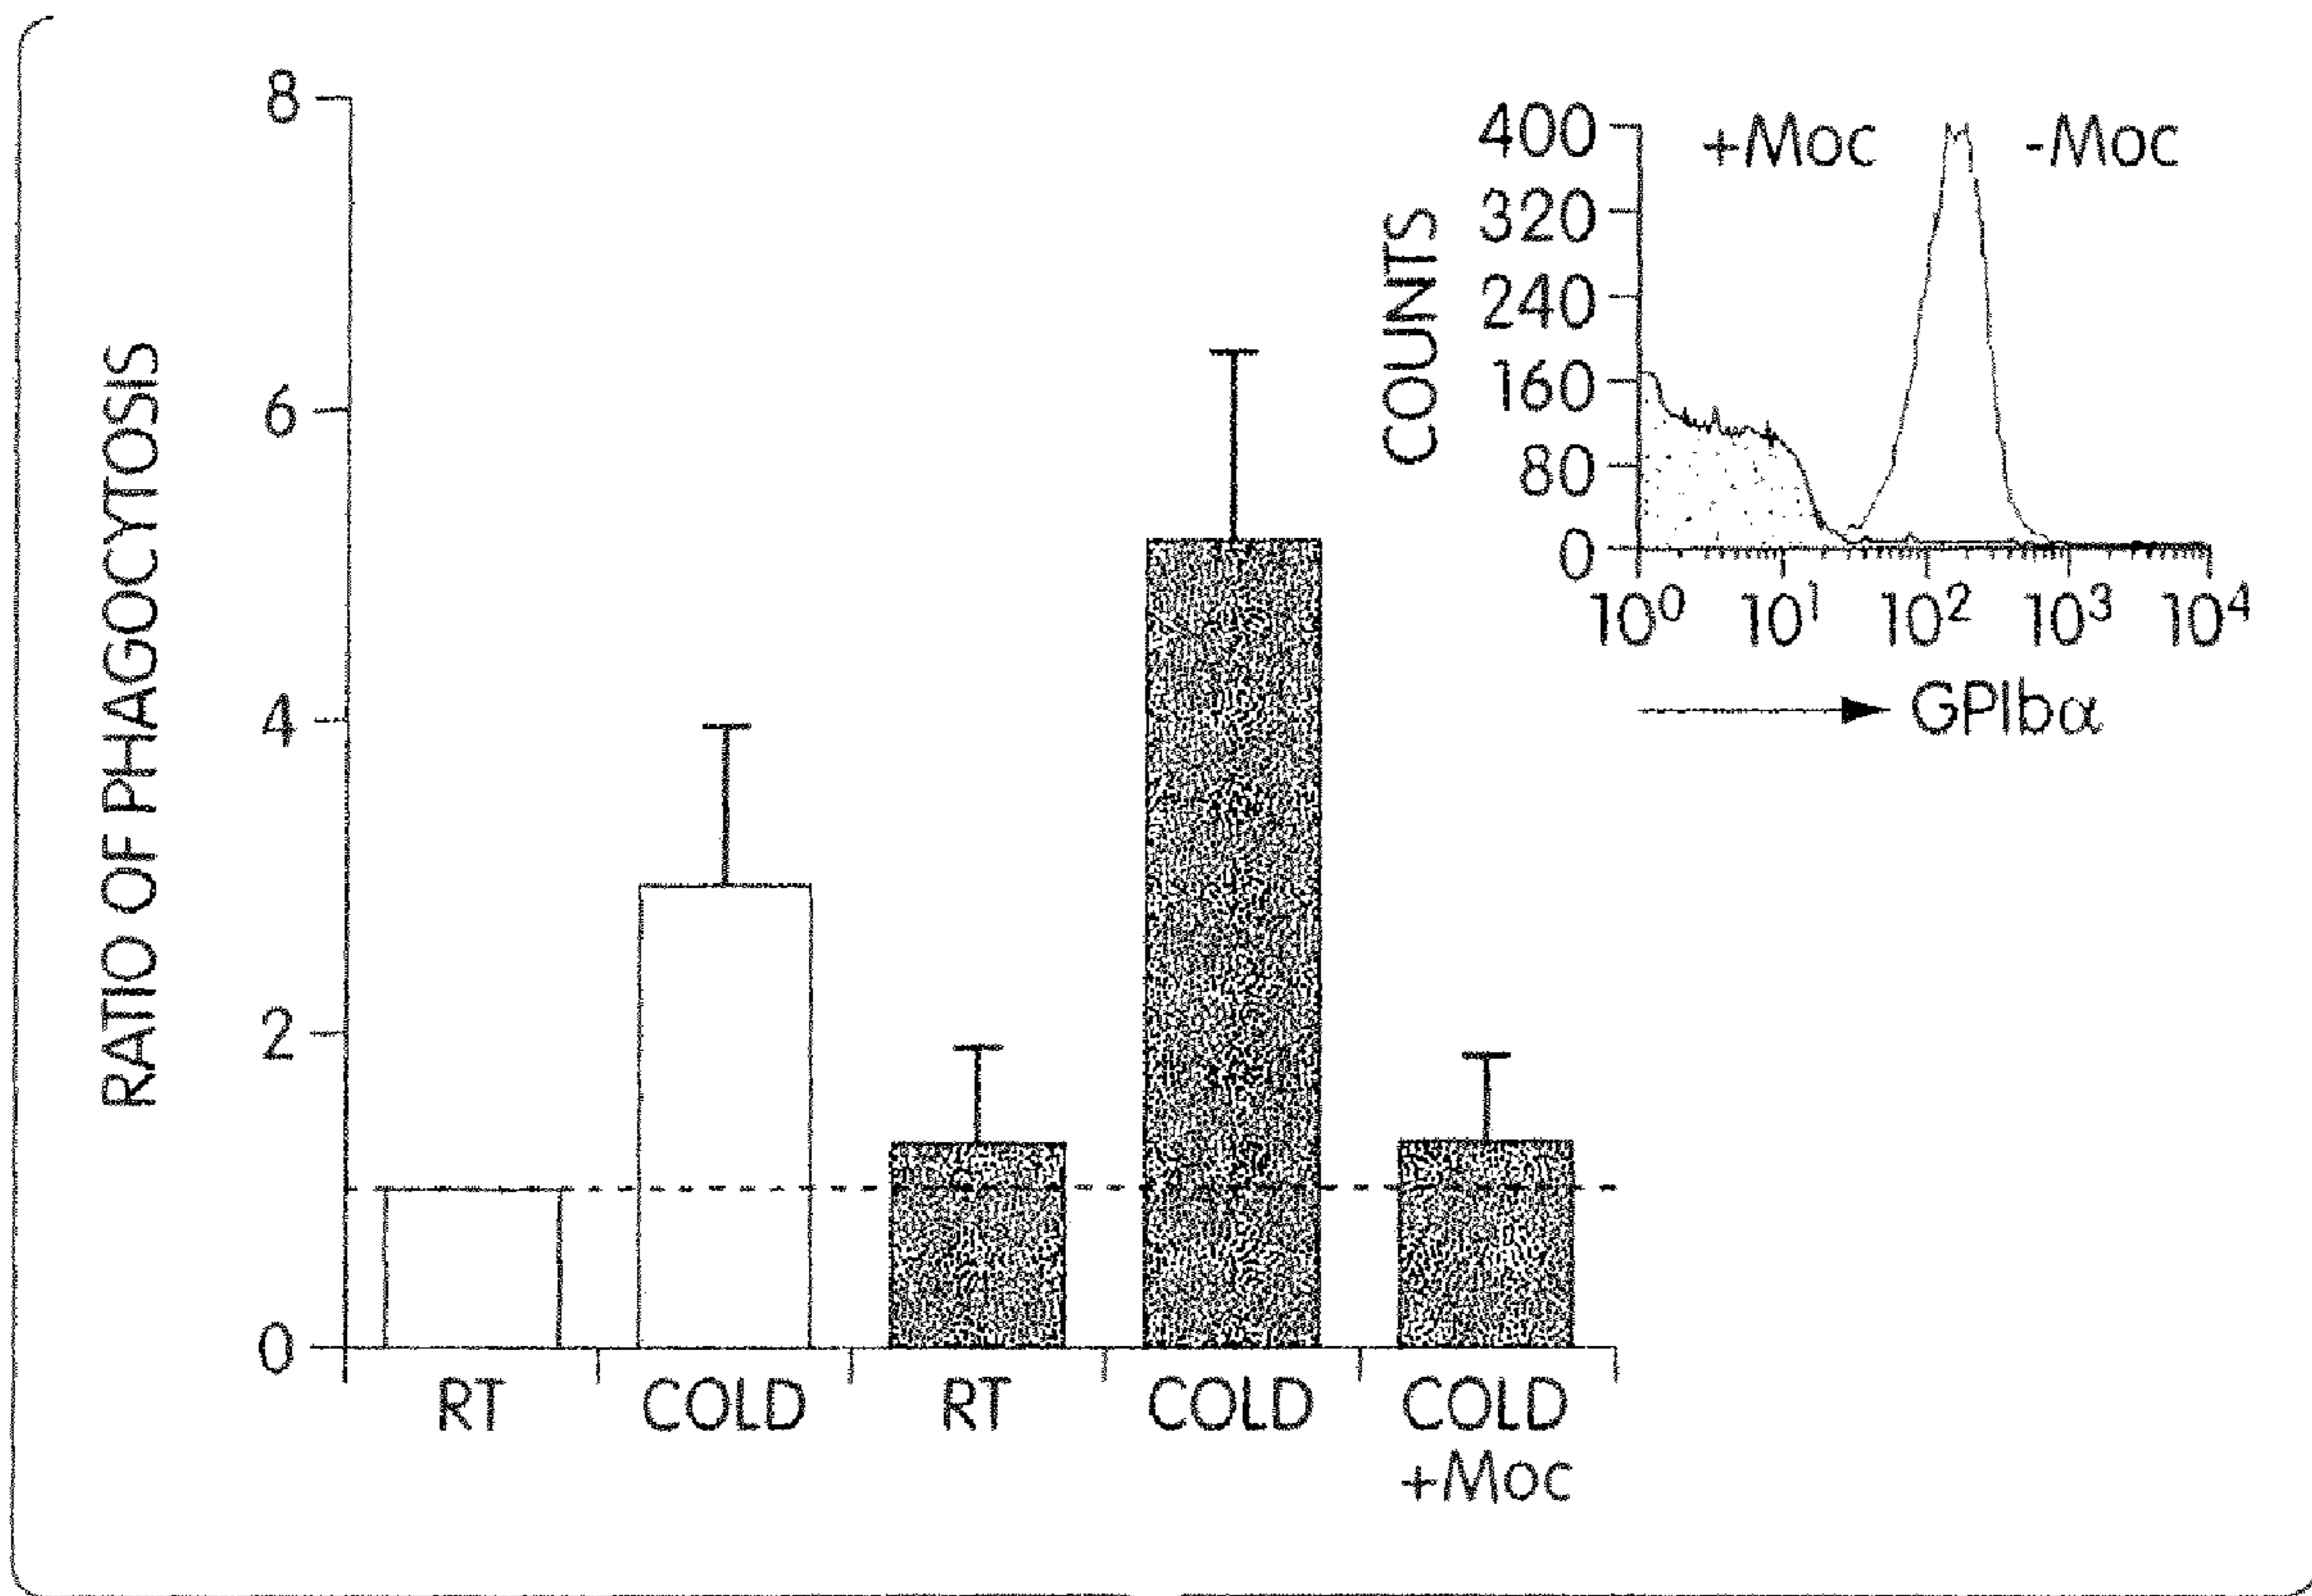 RATIO OF PHAGOCYTOSIS
8
6
4
2
0
RT COLD RT COLD COLD
+Moc
COUNTS
400
320
240
160
80
0
+Moc -Moc
10⁰ 10¹ 10² 10³ 10⁴
GPIbα